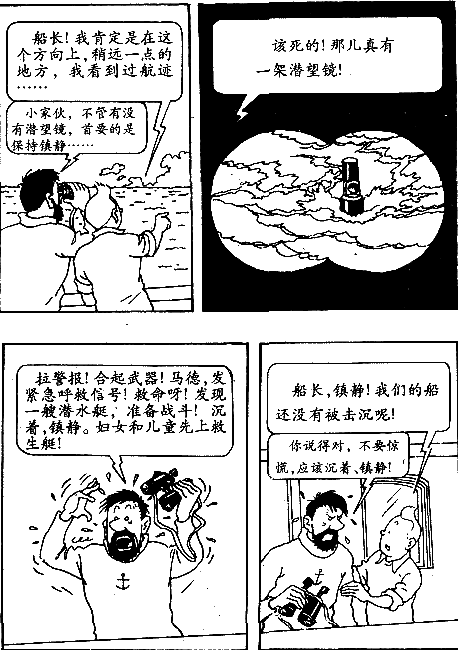 船长！我肯定是在这
个方向上，稍远一点的
地方，我看到过航迹
……
小家伙，不管有没
有潜望镜，首要的是
保持镇静……
该死的！那儿真有
一架潜望镜！
拉警报！合起武器！马德，发
紧急呼救信号！救命呀！发现
一艘潜水艇，准备战斗！沉
着，镇静。妇女和儿童先上救
生艇！
船长，镇静！我们的船
还没有被击沉呢！
你说得对，不要惊
慌，应该沉着、镇静！